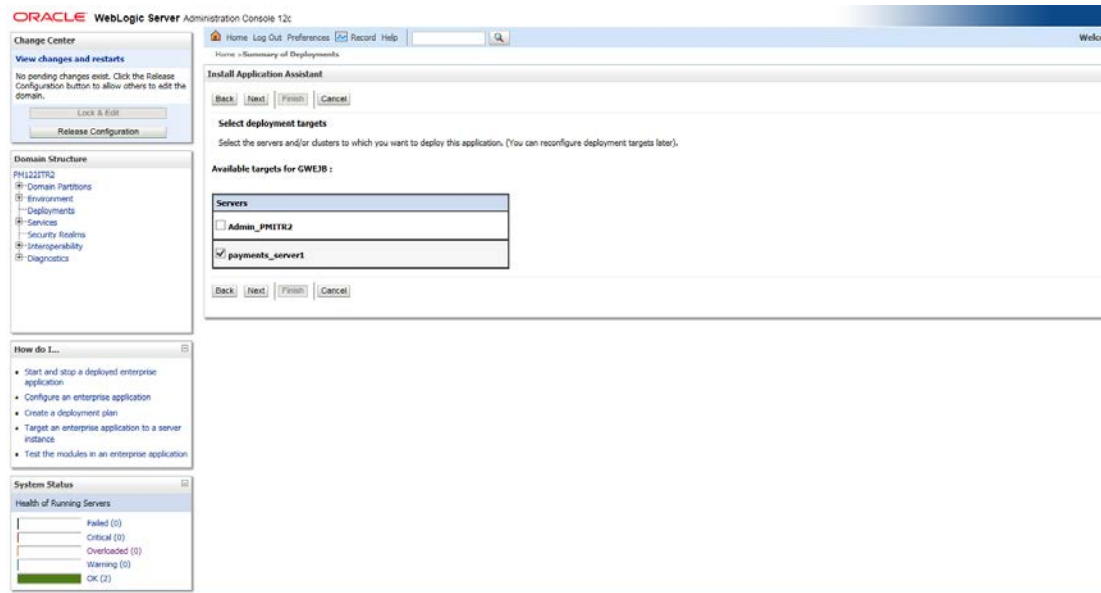 ORACLE WebLogic Server Administration Console 12c
Change Center
View changes and restarts
No pending changes exist. Click the Release
Configuration button to allow others to edit the
domain.
Lock & Edit
Release Configuration
Domain Structure
PM122ITR2
Domain Partitions
Environment
Deployments
Services
Security Realms
Interoperability
Diagnostics
How do I...
Start and stop a deployed enterprise
application
Configure an enterprise application
Create a deployment plan
Target an enterprise application to a server
instance
Test the modules in an enterprise application
System Status
Health of Running Servers
Failed (0)
Critical (0)
Overloaded (0)
Warning (0)
OK (2)
Home Log Out Preferences Record Help
Welco
Home >Summary of Deployments
Install Application Assistant
Back Next Finish Cancel
Select deployment targets
Select the servers and/or clusters to which you want to deploy this application. (You can reconfigure deployment targets later).
Available targets for GWEJB :
Servers
Admin_PMITR2
payments_server1
Back Next Finish Cancel